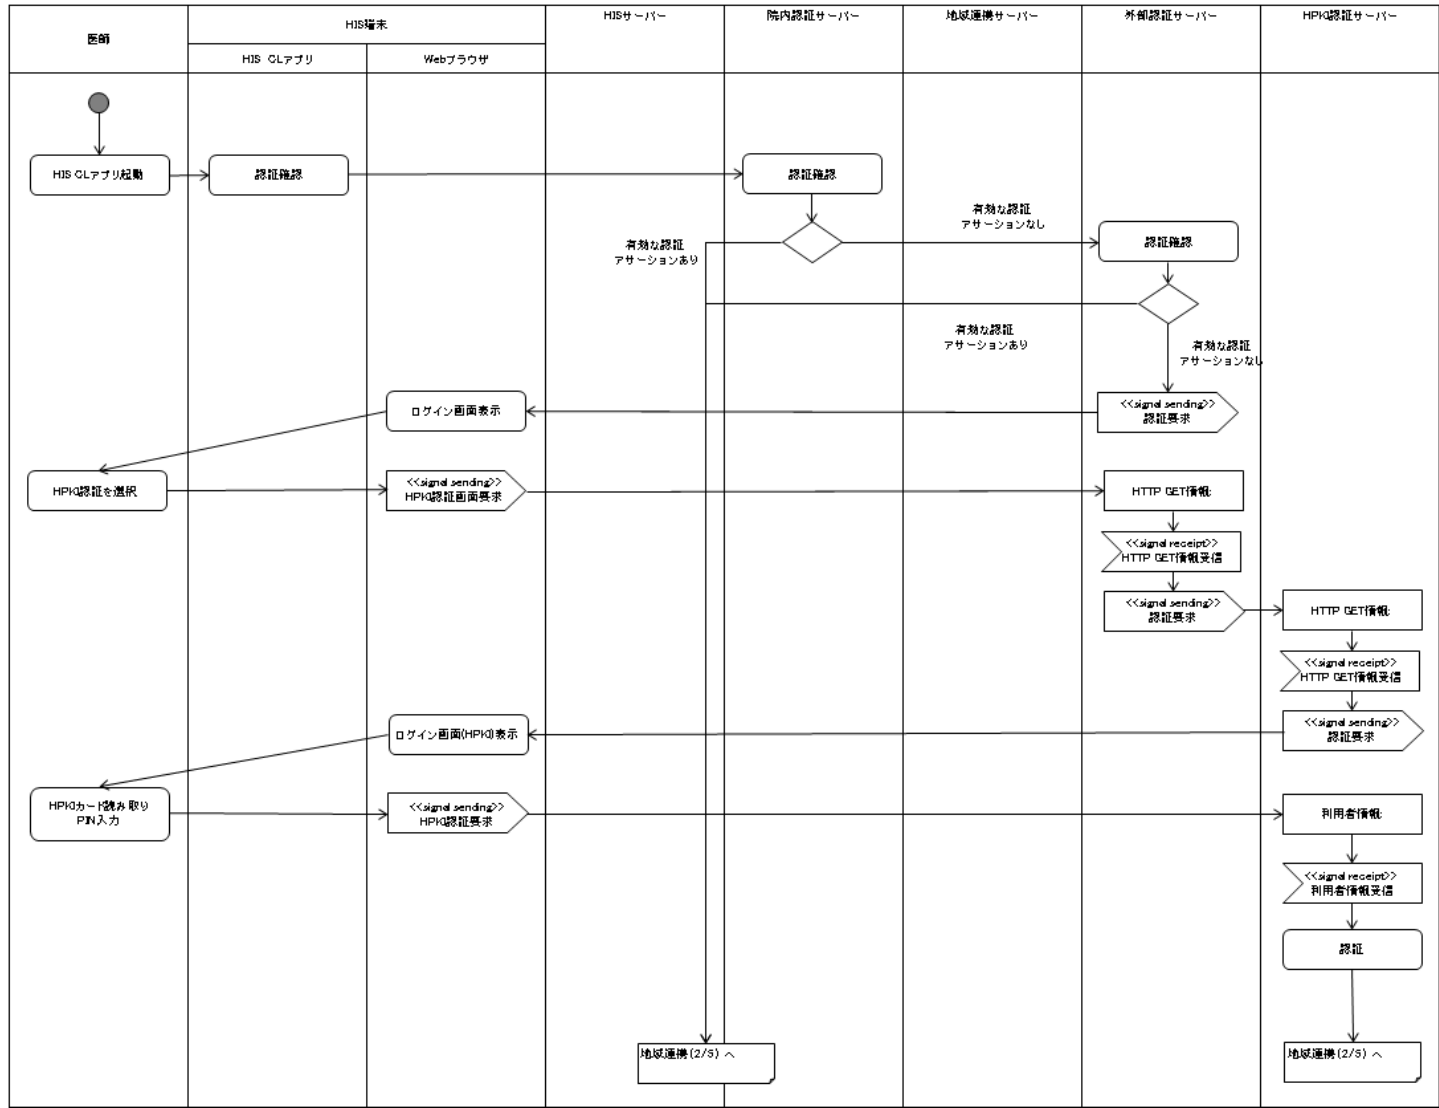 医師
HIS端末
HIS CLアプリ
Webブラウザ
HISサーバー
院内認証サーバー
地域連携サーバー
外部認証サーバー
HPKI認証サーバー
HIS CLアプリ起動
認証確認
認証確認
有効な認証
アサーションなし
有効な認証
アサーションあり
認証確認
有効な認証
アサーションあり
有効な認証
アサーションなし
ログイン画面表示
<<signal sending>>
認証要求
HPKI認証を選択
<<signal sending>>
HPKI認証画面要求
HTTP GET情報:
<<signal receipt>>
HTTP GET情報受信
<<signal sending>>
認証要求
HTTP GET情報:
<<signal receipt>>
HTTP GET情報受信
ログイン画面(HPKI)表示
<<signal sending>>
認証要求
HPKIカード読み取り
PIN入力
<<signal sending>>
HPKI認証要求
利用者情報:
<<signal receipt>>
利用者情報受信
認証
地域連携(2/5) へ
地域連携(2/5) へ